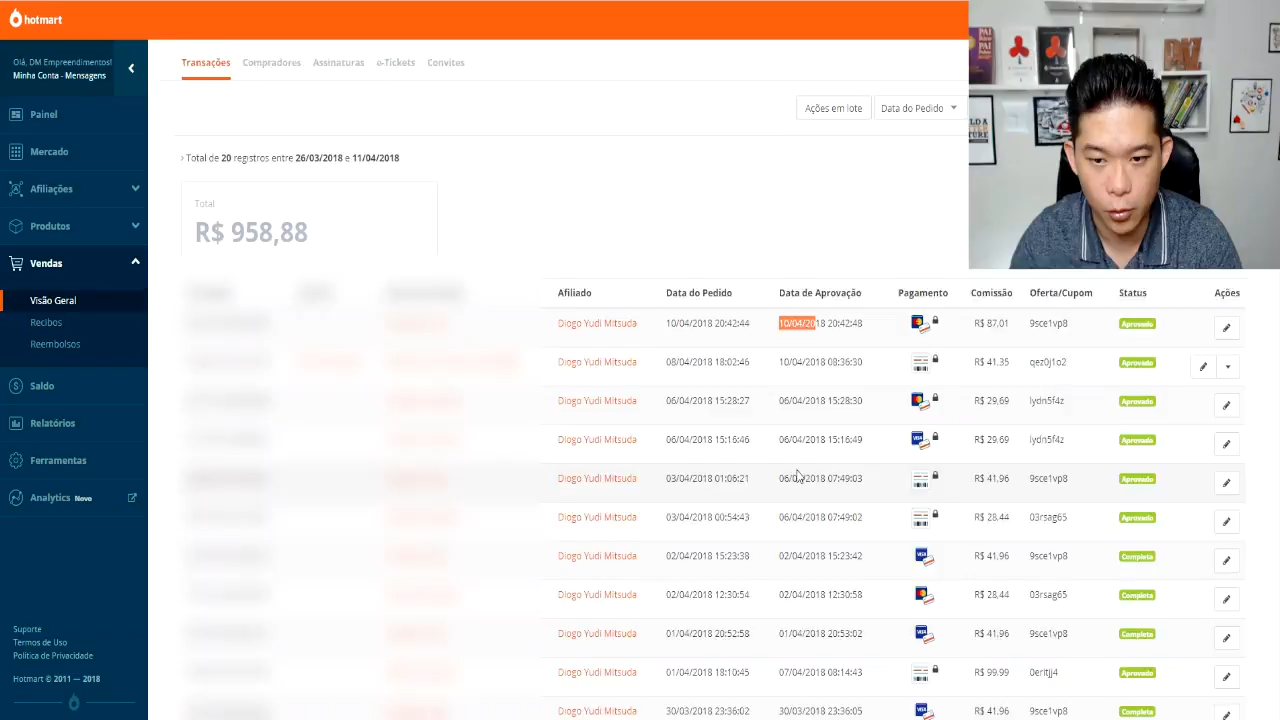 hotmart
Olá, DM Empreendimentos!
Minha Conta - Mensagens
Painel
Mercado
Afiliações
Produtos
Vendas
Visão Geral
Recibos
Reembolsos
Saldo
Relatórios
Ferramentas
Analytics Novo
Suporte
Termos de Uso
Política de Privacidade
Hotmart © 2011 — 2018
Transações Compradores Assinaturas e-Tickets Convites
Ações em lote Data do Pedido
› Total de 20 registros entre 26/03/2018 e 11/04/2018
Total
R$ 958,88
Afiliado Data do Pedido Data de Aprovação Pagamento Comissão Oferta/Cupom Status Ações
Diogo Yudi Mitsuda 10/04/2018 20:42:44 10/04/2018 20:42:48 R$ 87,01 9sce1vp8 Aprovado
Diogo Yudi Mitsuda 08/04/2018 18:02:46 10/04/2018 08:36:30 R$ 41,35 qez0j1o2 Aprovado
Diogo Yudi Mitsuda 06/04/2018 15:28:27 06/04/2018 15:28:30 R$ 29,69 lydn5f4z Aprovado
Diogo Yudi Mitsuda 06/04/2018 15:16:46 06/04/2018 15:16:49 R$ 29,69 lydn5f4z Aprovado
Diogo Yudi Mitsuda 03/04/2018 01:06:21 06/04/2018 07:49:03 R$ 41,96 9sce1vp8 Aprovado
Diogo Yudi Mitsuda 03/04/2018 00:54:43 06/04/2018 07:49:02 R$ 28,44 03rsag65 Aprovado
Diogo Yudi Mitsuda 02/04/2018 15:23:38 02/04/2018 15:23:42 VISA R$ 41,96 9sce1vp8 Completa
Diogo Yudi Mitsuda 02/04/2018 12:30:54 02/04/2018 12:30:58 R$ 28,44 03rsag65 Completa
Diogo Yudi Mitsuda 01/04/2018 20:52:58 01/04/2018 20:53:02 VISA R$ 41,96 9sce1vp8 Completa
Diogo Yudi Mitsuda 01/04/2018 18:10:45 07/04/2018 08:14:43 R$ 99,99 0eritjj4 Aprovado
Diogo Yudi Mitsuda 30/03/2018 23:36:02 30/03/2018 23:36:05 VISA R$ 41,96 9sce1vp8 Completa